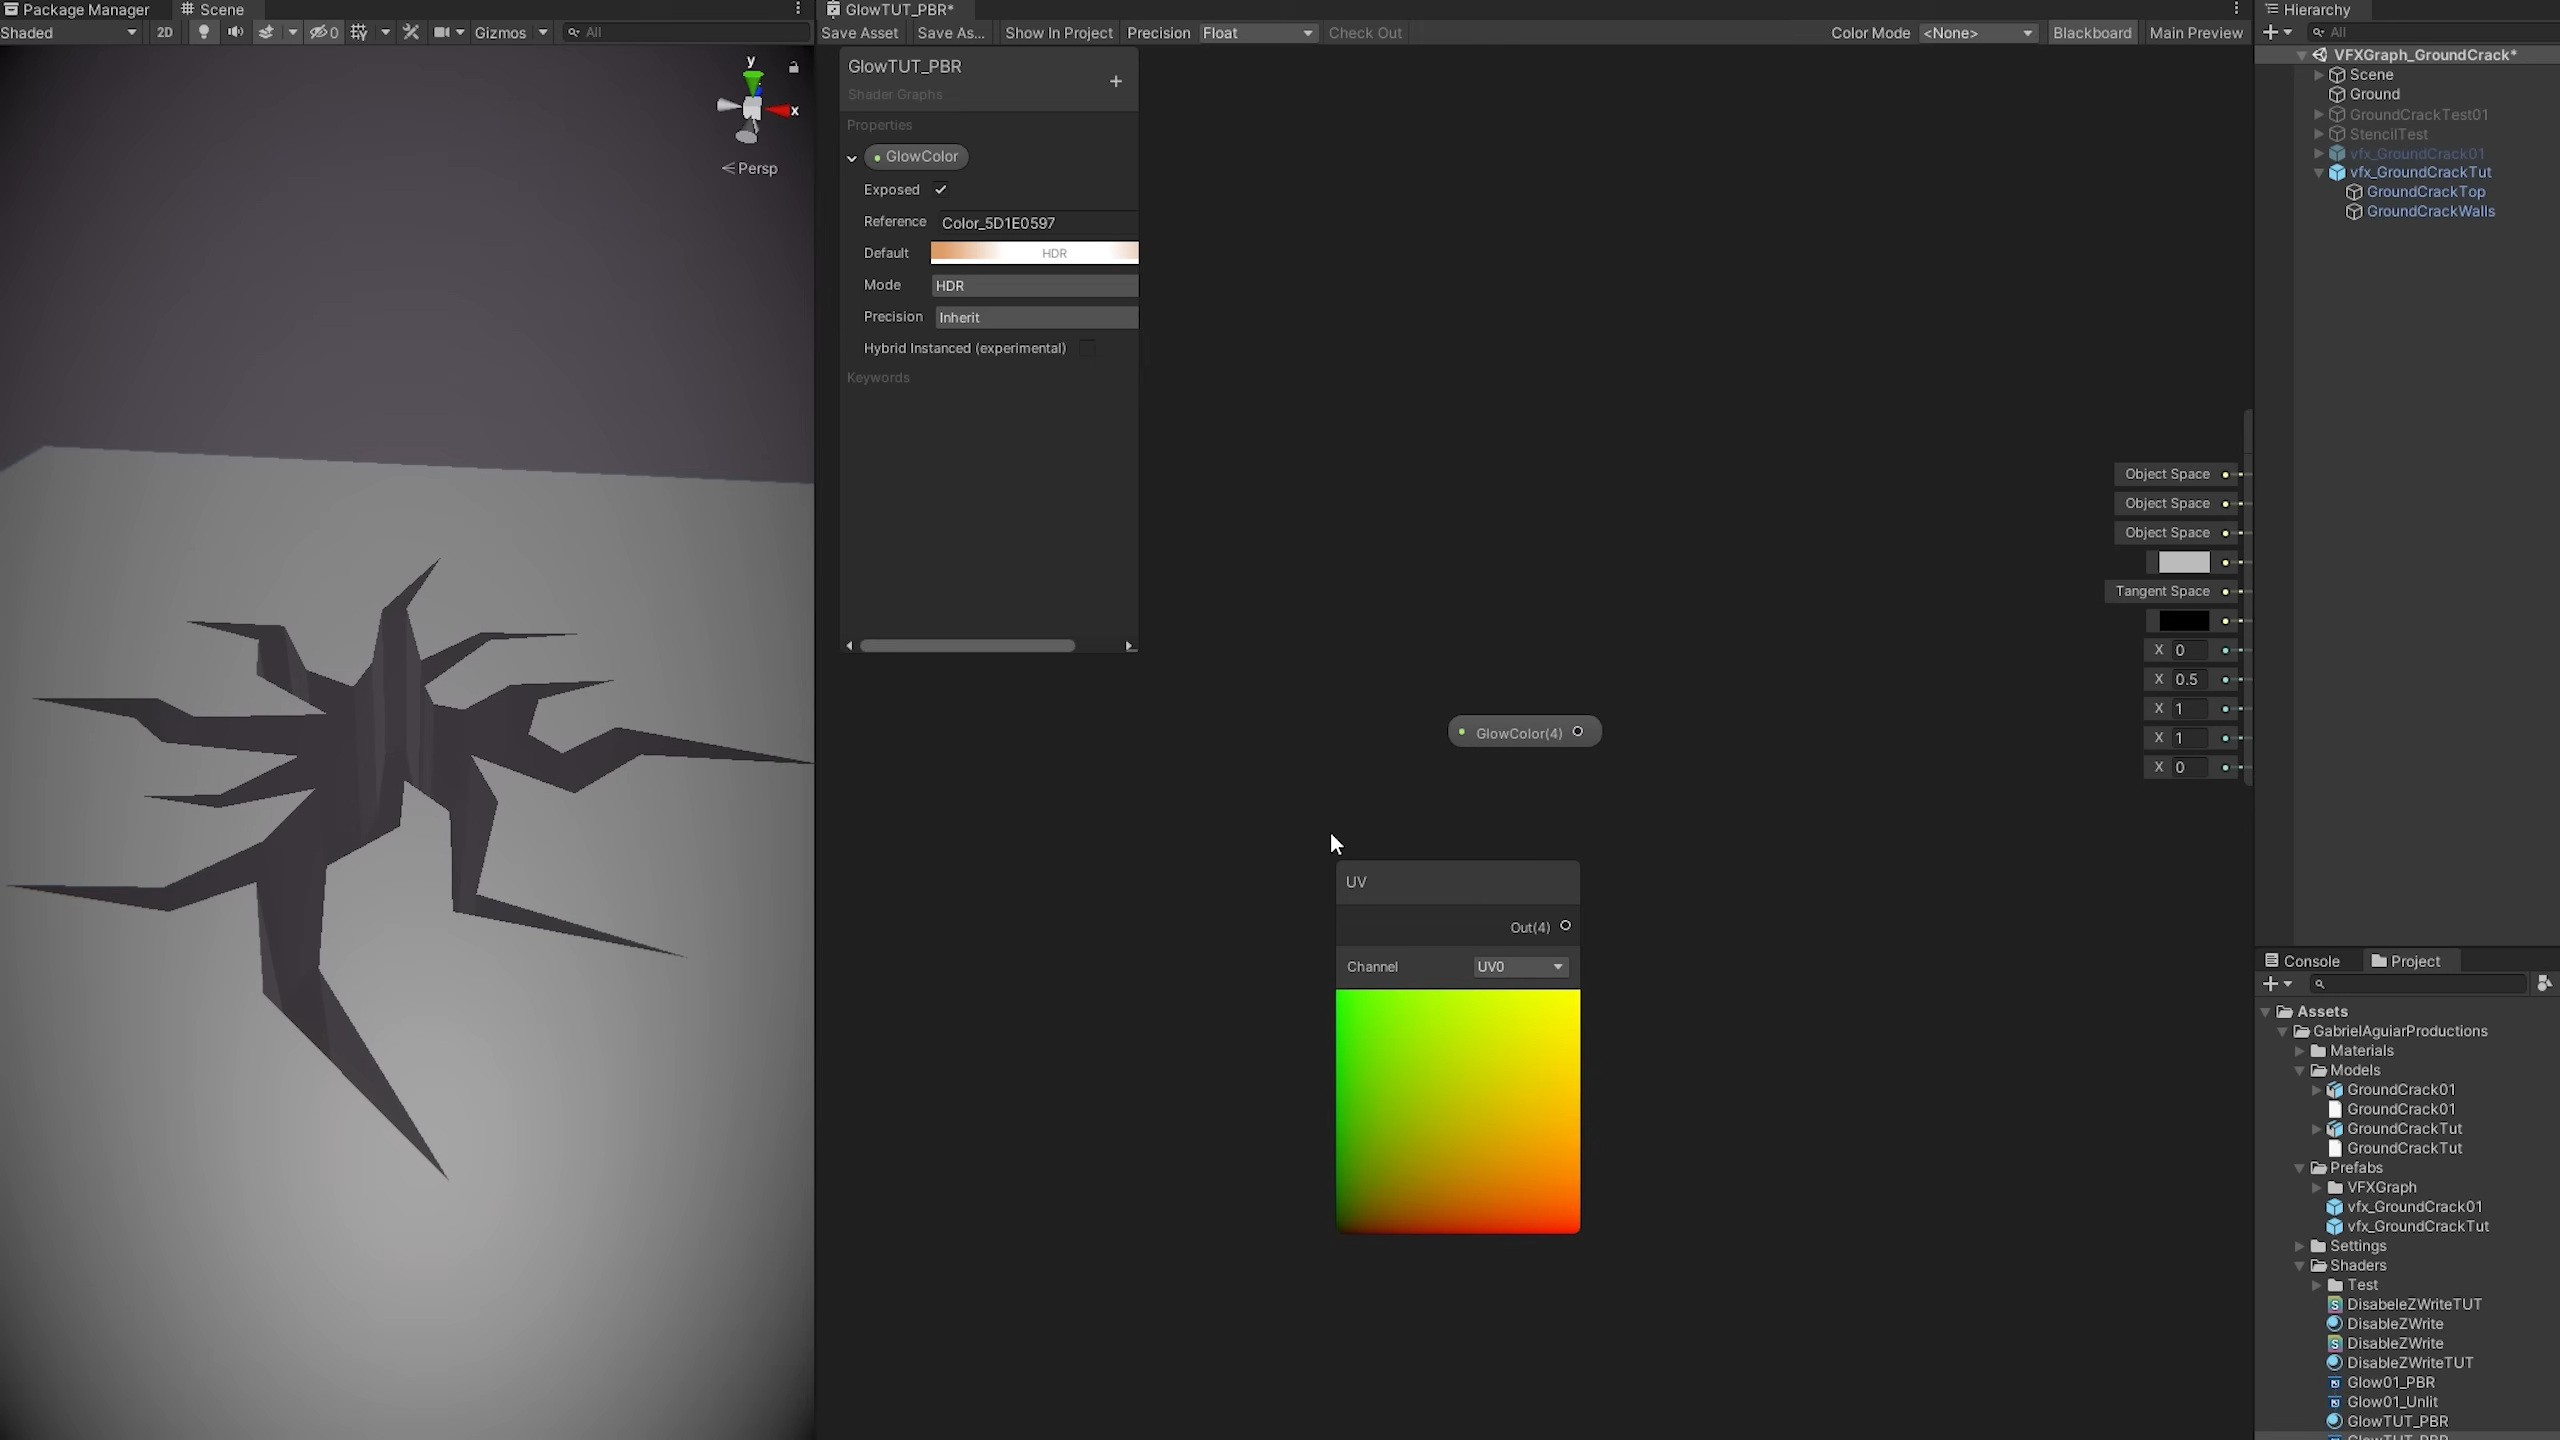 Package Manager
Scene
GlowTUT_PBR*
Hierarchy
Shaded
2D
0
Gizmos
All
Save Asset
Save As...
Show In Project
Precision
Float
Check Out
Color Mode
<None>
Blackboard
Main Preview
All
y
x
Persp
GlowTUT_PBR
Shader Graphs
Properties
GlowColor
Exposed
Reference
Color_5D1E0597
Default
HDR
Mode
HDR
Precision
Inherit
Hybrid Instanced (experimental)
Keywords
GlowColor(4)
UV
Out(4)
Channel
UV0
Object Space
Object Space
Object Space
Tangent Space
X 0
X 0.5
X 1
X 1
X 0
VFXGraph_GroundCrack*
Scene
Ground
GroundCrackTest01
StencilTest
vfx_GroundCrack01
vfx_GroundCrackTut
GroundCrackTop
GroundCrackWalls
Console
Project
Assets
GabrielAguiarProductions
Materials
Models
GroundCrack01
GroundCrack01
GroundCrackTut
GroundCrackTut
Prefabs
VFXGraph
vfx_GroundCrack01
vfx_GroundCrackTut
Settings
Shaders
Test
DisabeleZWriteTUT
DisableZWrite
DisableZWrite
DisableZWriteTUT
Glow01_PBR
Glow01_Unlit
GlowTUT_PBR
GlowTUT_PBR